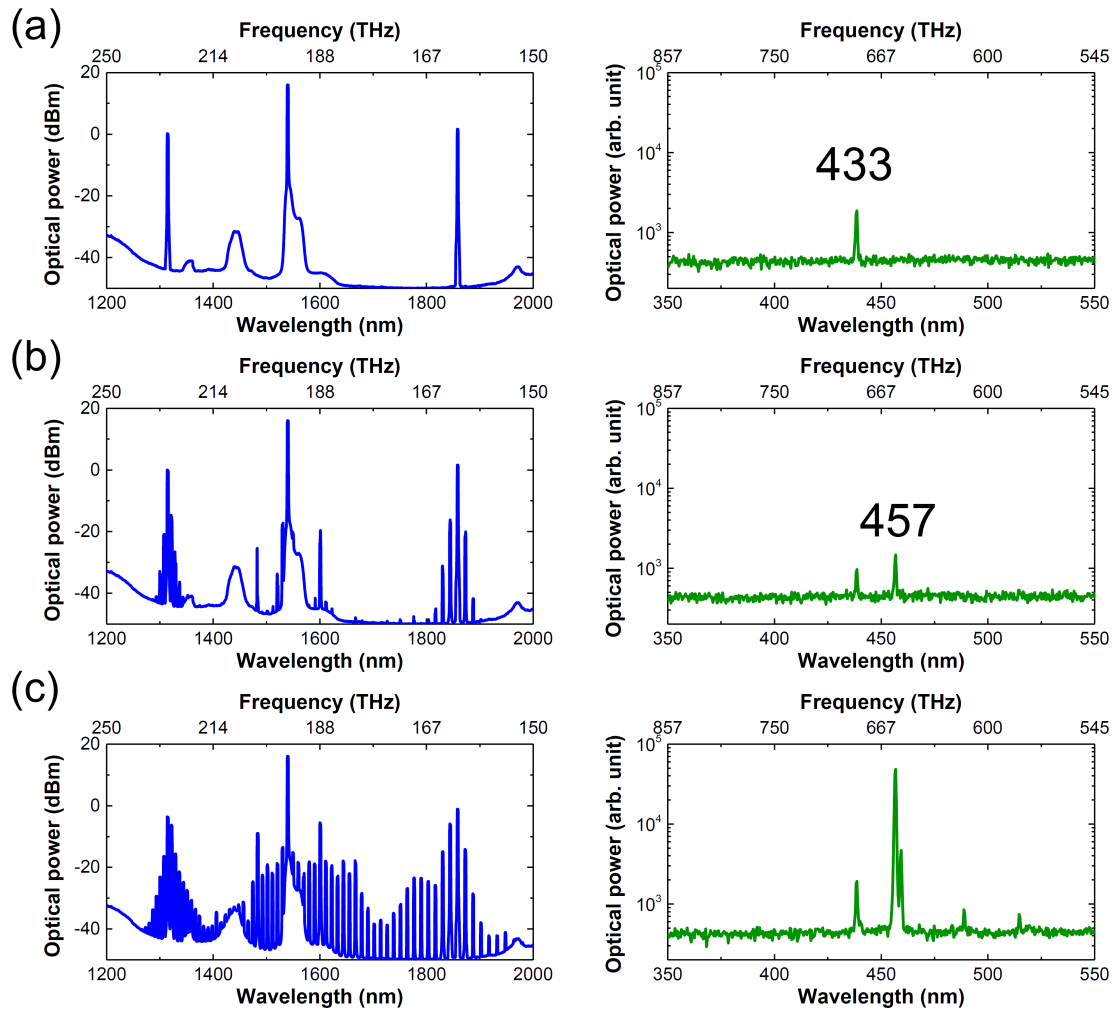 (a)
Frequency (THz)
250 214 188 167 150
Optical power (dBm)
20
0
-20
-40
1200 1400 1600 1800 2000
Wavelength (nm)
Frequency (THz)
857 750 667 600 545
Optical power (arb. unit)
10^5
10^4
10^3
433
350 400 450 500 550
Wavelength (nm)
(b)
Frequency (THz)
250 214 188 167 150
Optical power (dBm)
20
0
-20
-40
1200 1400 1600 1800 2000
Wavelength (nm)
Frequency (THz)
857 750 667 600 545
Optical power (arb. unit)
10^5
10^4
10^3
457
350 400 450 500 550
Wavelength (nm)
(c)
Frequency (THz)
250 214 188 167 150
Optical power (dBm)
20
0
-20
-40
1200 1400 1600 1800 2000
Wavelength (nm)
Frequency (THz)
857 750 667 600 545
Optical power (arb. unit)
10^5
10^4
10^3
350 400 450 500 550
Wavelength (nm)